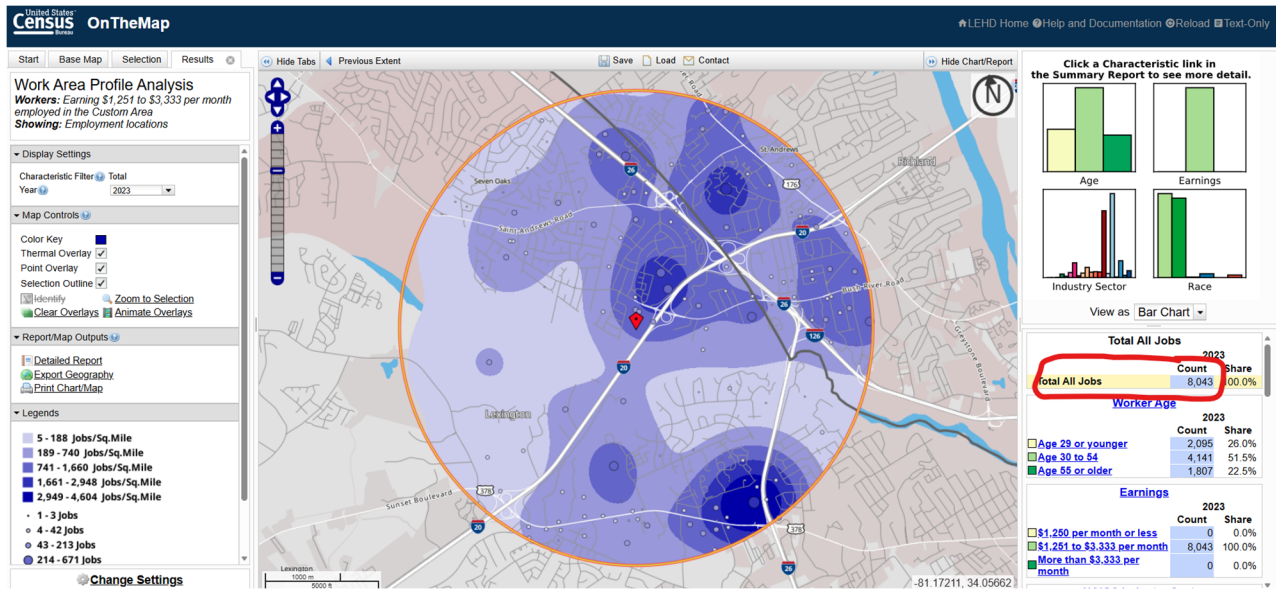 United States®
Census
Bureau
OnTheMap
LEHD Home Help and Documentation Reload Text-Only
Start Base Map Selection Results
Hide Tabs Previous Extent Save Load Contact Hide Chart/Report
Work Area Profile Analysis
Workers: Earning $1,251 to $3,333 per month
employed in the Custom Area
Showing: Employment locations
Display Settings
Characteristic Filter Total
Year 2023
Map Controls
Color Key
Thermal Overlay
Point Overlay
Selection Outline
Identify Zoom to Selection
Clear Overlays Animate Overlays
Report/Map Outputs
Detailed Report
Export Geography
Print Chart/Map
Legends
5 - 188 Jobs/Sq.Mile
189 - 740 Jobs/Sq.Mile
741 - 1,660 Jobs/Sq.Mile
1,661 - 2,948 Jobs/Sq.Mile
2,949 - 4,604 Jobs/Sq.Mile
1 - 3 Jobs
4 - 42 Jobs
43 - 213 Jobs
214 - 671 Jobs
Change Settings
N
St. Andrews
Richland
26
176
Seven Oaks
Saint Andrews Road
20
Bush River Road
26
126
Greystone Boulevard
20
Lexington
378
Sunset Boulevard
20
378
26
Lexington
1000 m
5000 ft
-81.17211, 34.05662
Click a Characteristic link in
the Summary Report to see more detail.
Age Earnings
Industry Sector Race
View as Bar Chart
Total All Jobs
2023
Count Share
Total All Jobs 8,043 100.0%
Worker Age
2023
Count Share
Age 29 or younger 2,095 26.0%
Age 30 to 54 4,141 51.5%
Age 55 or older 1,807 22.5%
Earnings
2023
Count Share
$1,250 per month or less 0 0.0%
$1,251 to $3,333 per month 8,043 100.0%
More than $3,333 per
month 0 0.0%